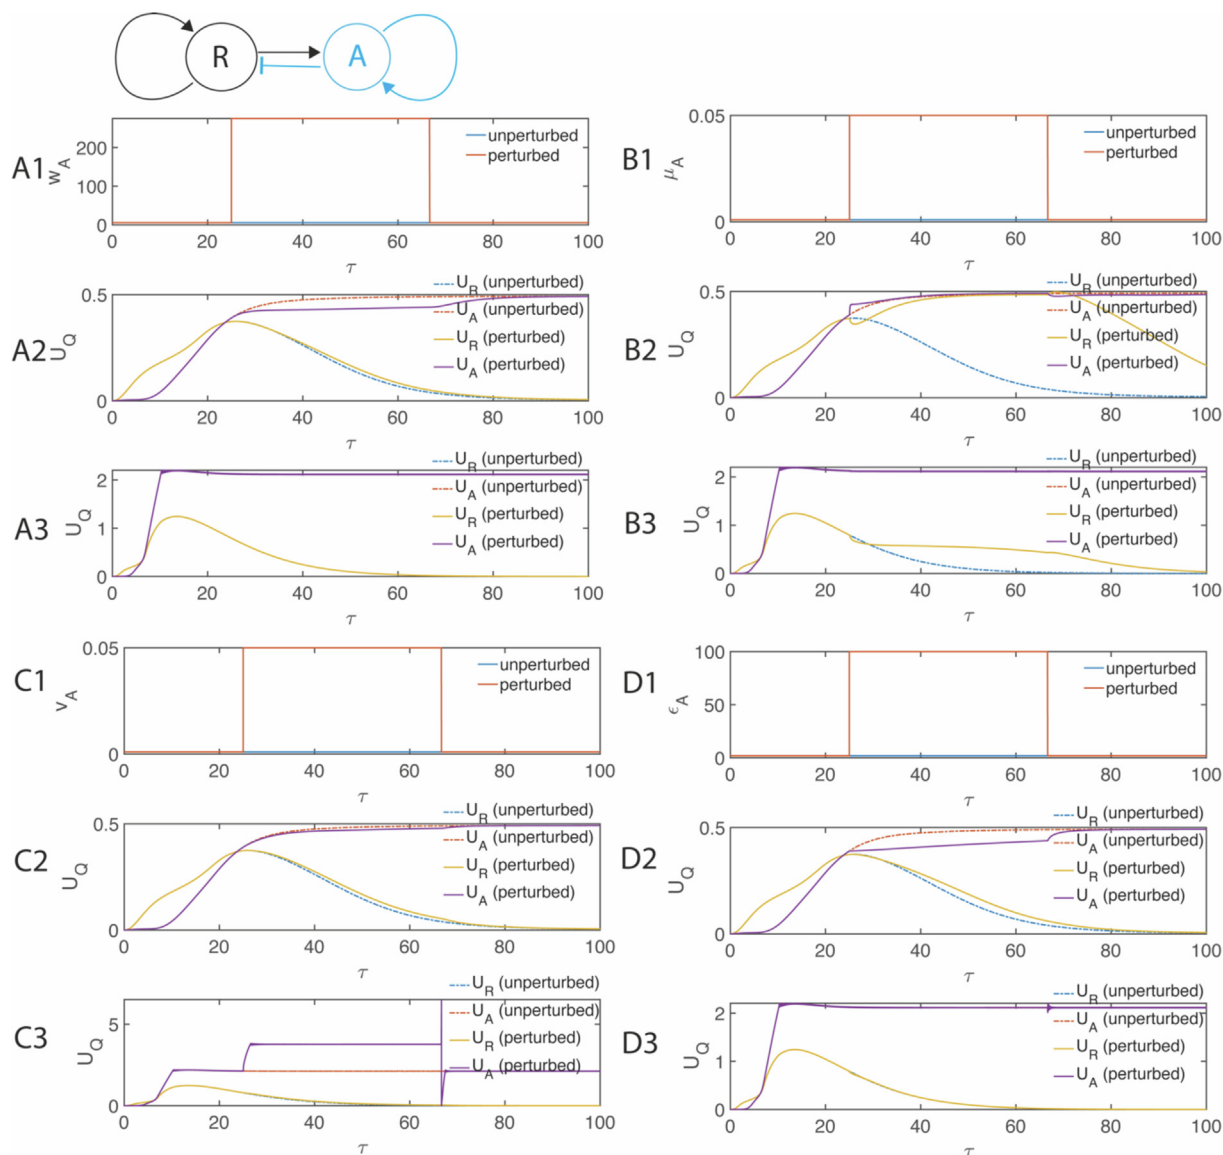 R A
A1
w_A
200
100
0
unperturbed
perturbed
0 20 40 60 80 100
τ
B1
μ_A
0.05
0
unperturbed
perturbed
0 20 40 60 80 100
τ
A2
U_Q
0.5
0
U_R (unperturbed)
U_A (unperturbed)
U_R (perturbed)
U_A (perturbed)
0 20 40 60 80 100
τ
B2
U_Q
0.5
0
U_R (unperturbed)
U_A (unperturbed)
U_R (perturbed)
U_A (perturbed)
0 20 40 60 80 100
τ
A3
U_Q
2
1
0
U_R (unperturbed)
U_A (unperturbed)
U_R (perturbed)
U_A (perturbed)
0 20 40 60 80 100
τ
B3
U_Q
2
1
0
U_R (unperturbed)
U_A (unperturbed)
U_R (perturbed)
U_A (perturbed)
0 20 40 60 80 100
τ
C1
v_A
0.05
0
unperturbed
perturbed
0 20 40 60 80 100
τ
D1
ϵ_A
100
50
0
unperturbed
perturbed
0 20 40 60 80 100
τ
C2
U_Q
0.5
0
U_R (unperturbed)
U_A (unperturbed)
U_R (perturbed)
U_A (perturbed)
0 20 40 60 80 100
τ
D2
U_Q
0.5
0
U_R (unperturbed)
U_A (unperturbed)
U_R (perturbed)
U_A (perturbed)
0 20 40 60 80 100
τ
C3
U_Q
5
0
U_R (unperturbed)
U_A (unperturbed)
U_R (perturbed)
U_A (perturbed)
0 20 40 60 80 100
τ
D3
U_Q
2
1
0
U_R (unperturbed)
U_A (unperturbed)
U_R (perturbed)
U_A (perturbed)
0 20 40 60 80 100
τ